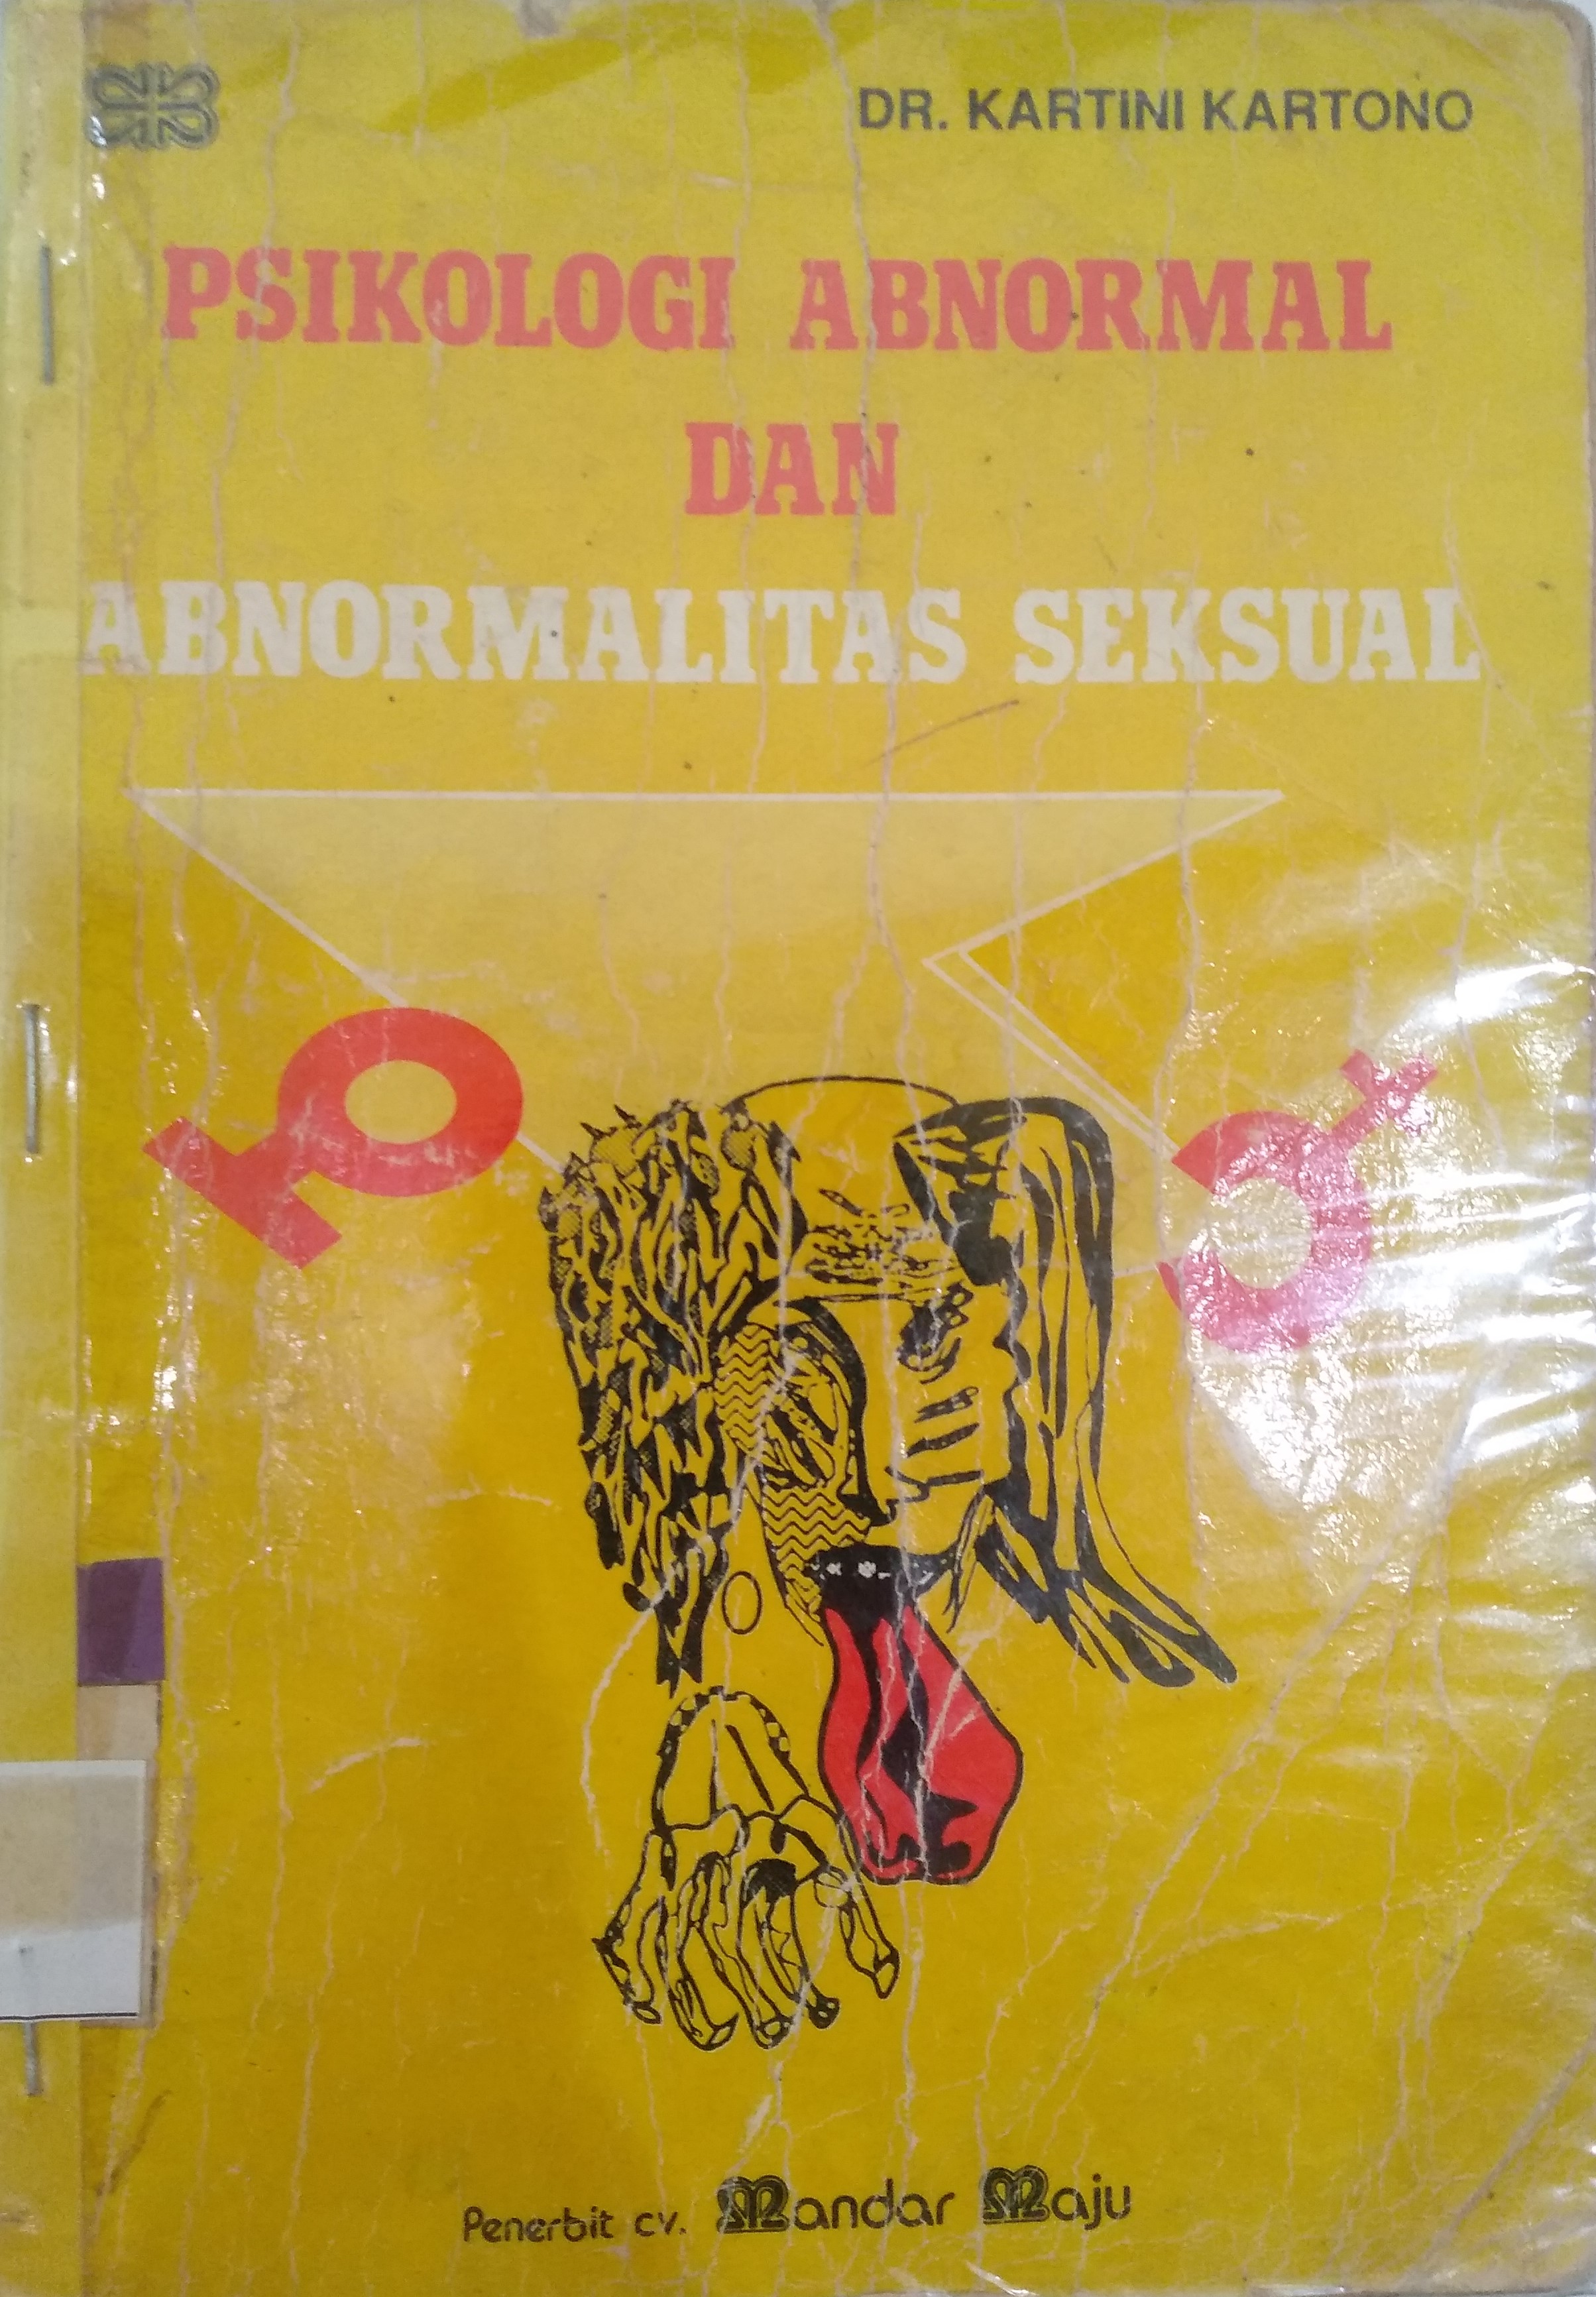 DR. KARTINI KARTONO
PSIKOLOGI ABNORMAL
DAN
ABNORMALITAS SEKSUAL
Penerbit cv. Mandar Maju